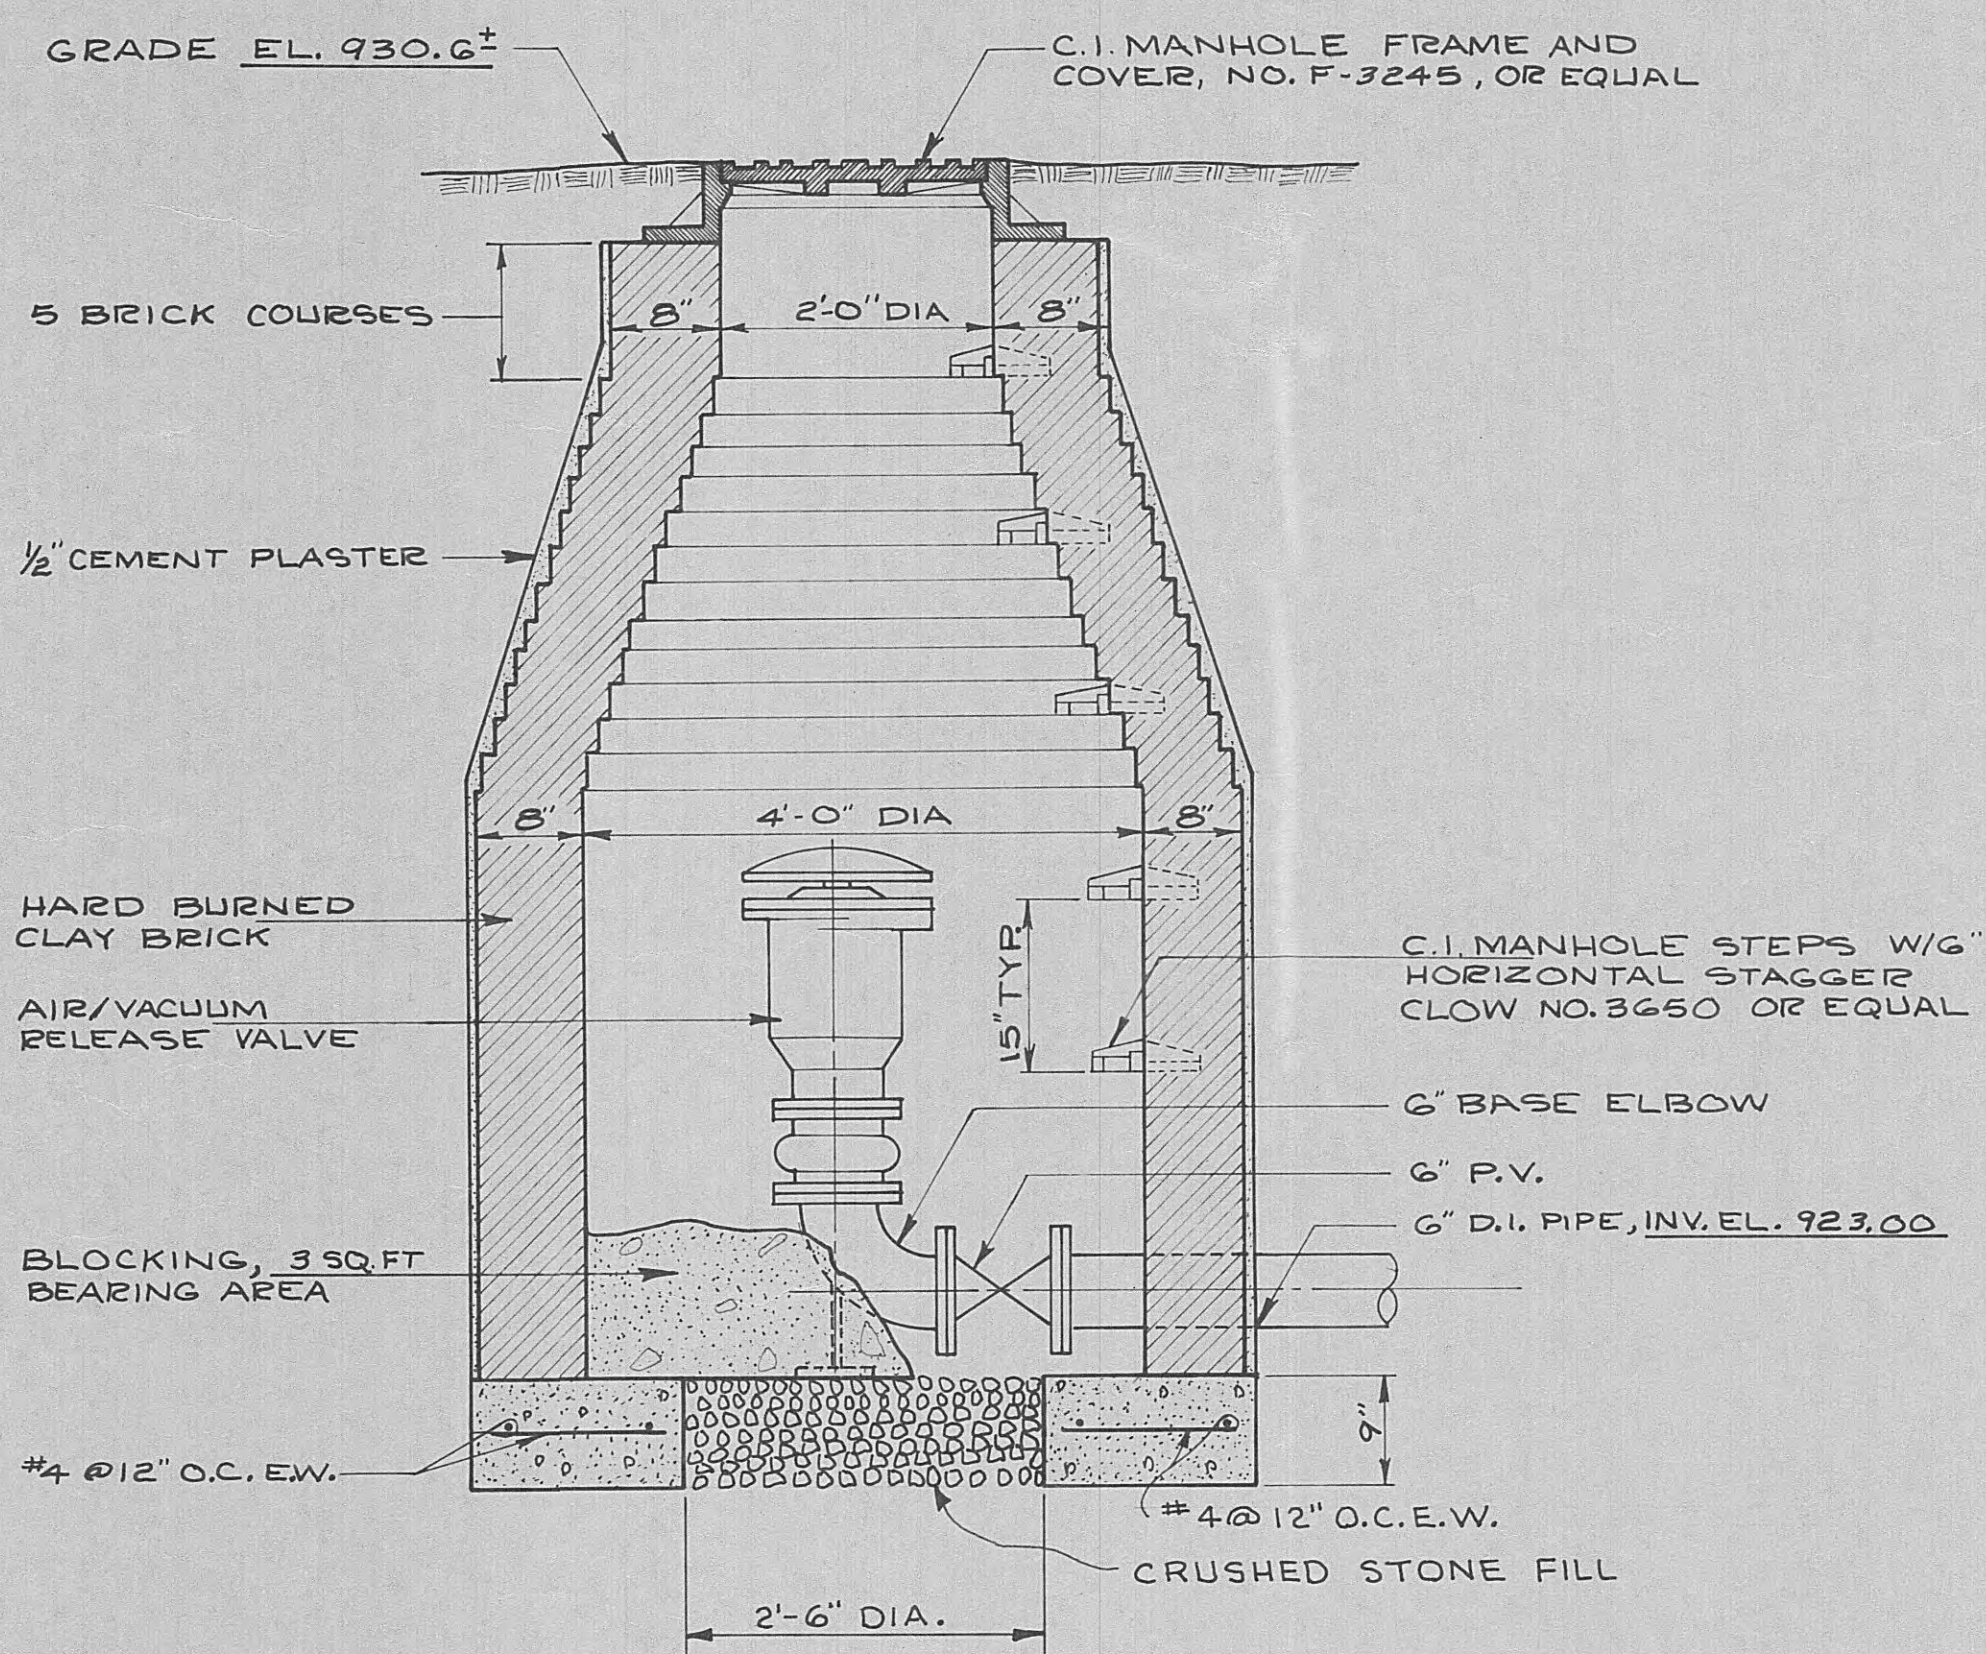 GRADE EL. 930.6±
C.I. MANHOLE FRAME AND
COVER, NO. F-3245, OR EQUAL
5 BRICK COURSES
8"
2'-0" DIA
8"
1/2" CEMENT PLASTER
8"
4'-0" DIA
8"
HARD BURNED
CLAY BRICK
AIR/VACUUM
RELEASE VALVE
15" TYP.
C.I. MANHOLE STEPS W/6"
HORIZONTAL STAGGER
CLOW NO. 3650 OR EQUAL
6" BASE ELBOW
6" P.V.
6" D.I. PIPE, INV. EL. 923.00
BLOCKING, 3 SQ. FT
BEARING AREA
9"
#4 @ 12" O.C. E.W.
#4 @ 12" O.C. E.W.
CRUSHED STONE FILL
2'-6" DIA.